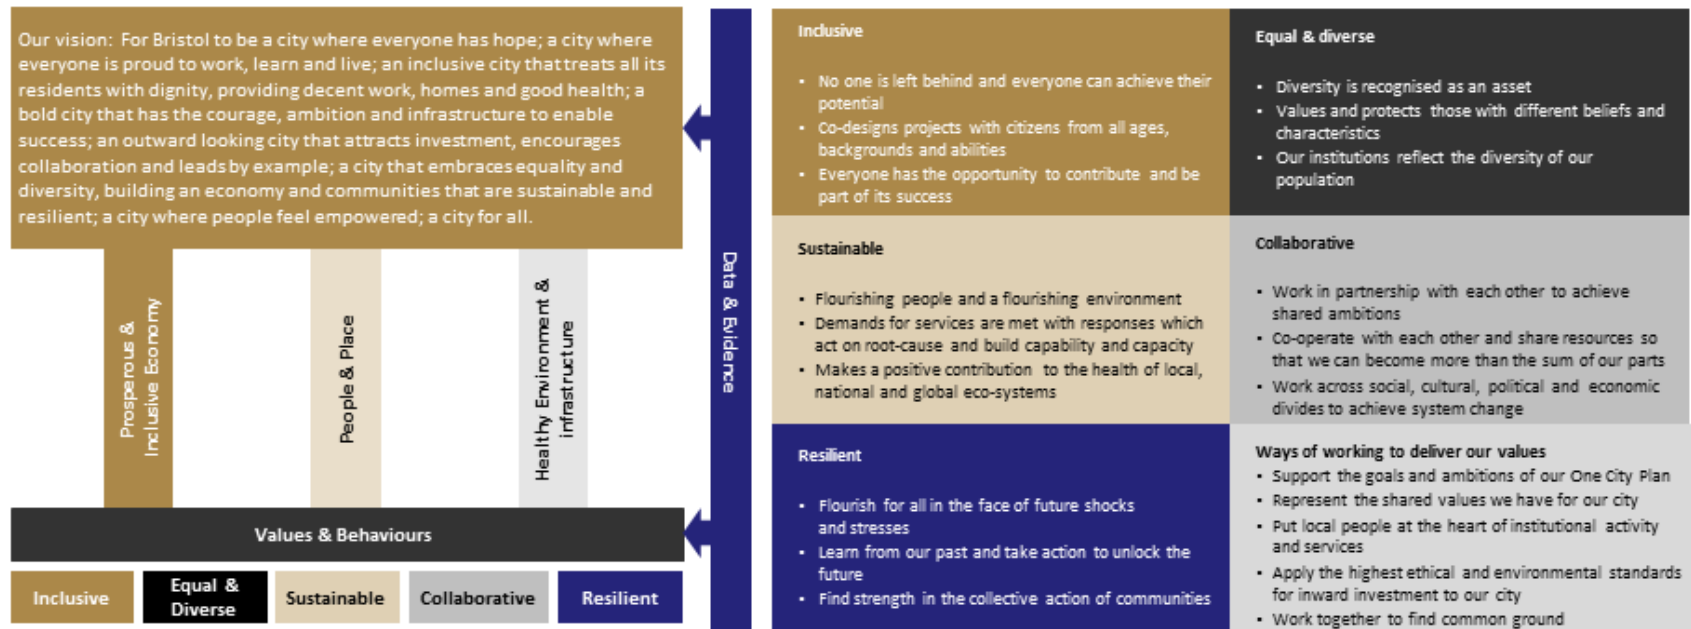 Our vision: For Bristol to be a city where everyone has hope; a city where
everyone is proud to work, learn and live; an inclusive city that treats all its
residents with dignity, providing decent work, homes and good health; a
bold city that has the courage, ambition and infrastructure to enable
success; an outward looking city that attracts investment, encourages
collaboration and leads by example; a city that embraces equality and
diversity, building an economy and communities that are sustainable and
resilient; a city where people feel empowered; a city for all.
Prosperous &
Inclusive Economy
People & Place
Healthy Environment &
infrastructure
Values & Behaviours
Inclusive
Equal &
Diverse
Sustainable
Collaborative
Resilient
Data & Evidence
Inclusive
▪ No one is left behind and everyone can achieve their
potential
▪ Co-designs projects with citizens from all ages,
backgrounds and abilities
▪ Everyone has the opportunity to contribute and be
part of its success
Equal & diverse
▪ Diversity is recognised as an asset
▪ Values and protects those with different beliefs and
characteristics
▪ Our institutions reflect the diversity of our
population
Sustainable
▪ Flourishing people and a flourishing environment
▪ Demands for services are met with responses which
act on root-cause and build capability and capacity
▪ Makes a positive contribution to the health of local,
national and global eco-systems
Collaborative
▪ Work in partnership with each other to achieve
shared ambitions
▪ Co-operate with each other and share resources so
that we can become more than the sum of our parts
▪ Work across social, cultural, political and economic
divides to achieve system change
Resilient
▪ Flourish for all in the face of future shocks
and stresses
▪ Learn from our past and take action to unlock the
future
▪ Find strength in the collective action of communities
Ways of working to deliver our values
▪ Support the goals and ambitions of our One City Plan
▪ Represent the shared values we have for our city
▪ Put local people at the heart of institutional activity
and services
▪ Apply the highest ethical and environmental standards
for inward investment to our city
▪ Work together to find common ground